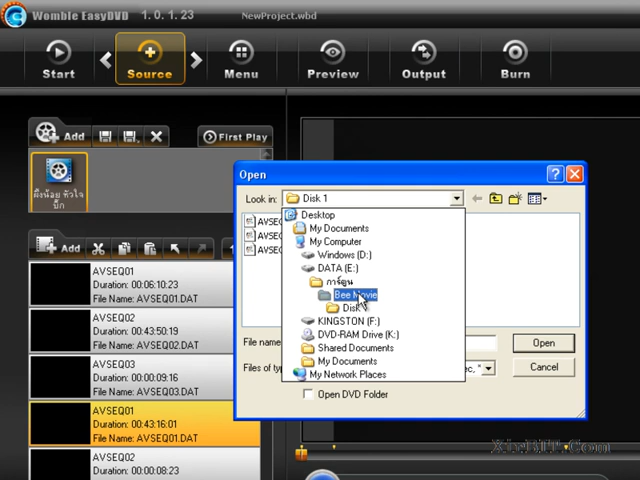 Womble EasyDVD 1.0.1.23 NewProject.wbd
Start Source Menu Preview Output Burn
Add First Play
ผึ้งน้อย หัวใจ
บิ๊ก
Add
AVSEQ01
Duration: 00:06:10:23
File Name: AVSEQ01.DAT
AVSEQ02
Duration: 00:43:50:19
File Name: AVSEQ02.DAT
AVSEQ03
Duration: 00:00:09:16
File Name: AVSEQ03.DAT
AVSEQ01
Duration: 00:43:16:01
File Name: AVSEQ01.DAT
AVSEQ02
Duration: 00:00:08:23
Open
Look in: Disk 1
Desktop
My Documents
My Computer
Windows (D:)
DATA (E:)
การ์ตูน
Bee Movie
Disk
KINGSTON (F:)
DVD-RAM Drive (K:)
Shared Documents
My Documents
My Network Places
File name
Open
Files of
Cancel
Open DVD Folder